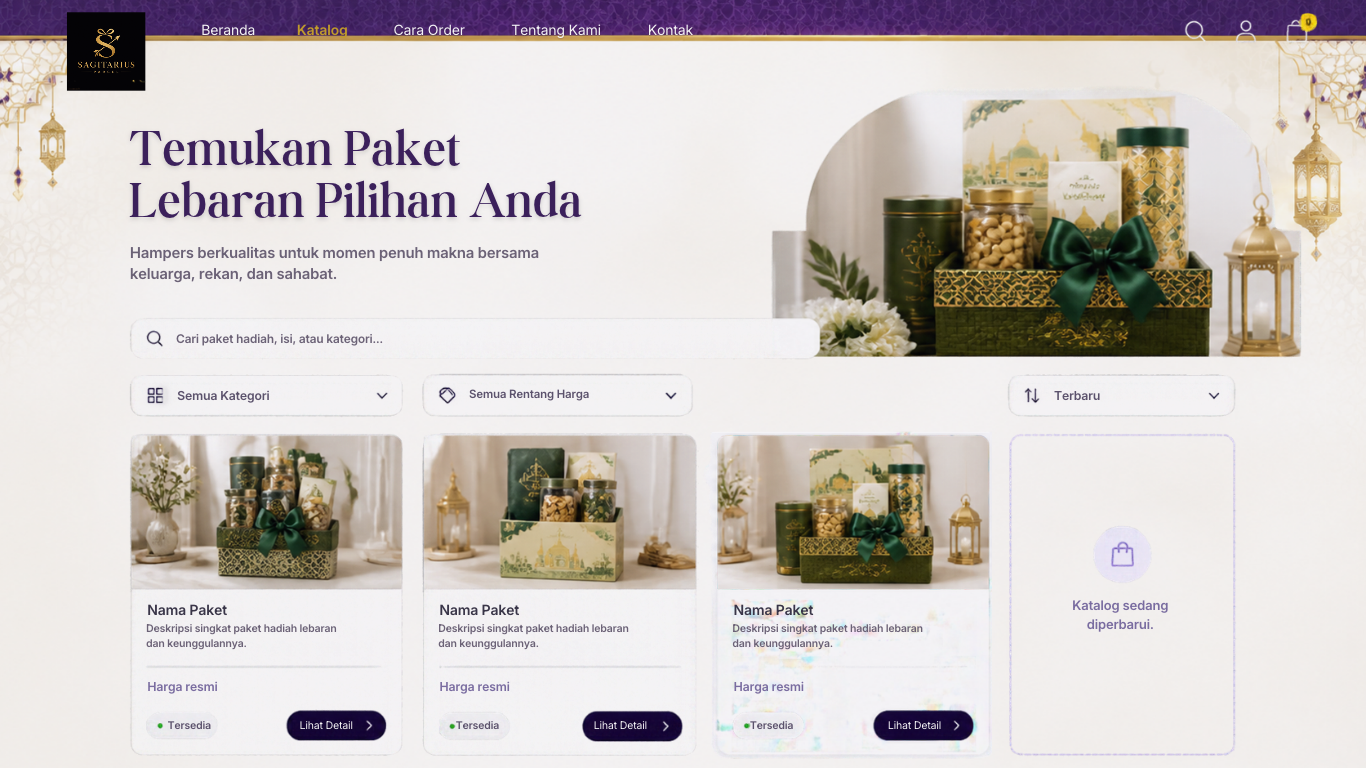 Beranda
Katalog
Cara Order
Tentang Kami
Kontak
0
SAGITARIUS
Temukan Paket
Lebaran Pilihan Anda
Hampers berkualitas untuk momen penuh makna bersama
keluarga, rekan, dan sahabat.
Cari paket hadiah, isi, atau kategori...
Semua Kategori
Semua Rentang Harga
Terbaru
Nama Paket
Deskripsi singkat paket hadiah lebaran
dan keunggulannya.
Harga resmi
Tersedia
Lihat Detail
Nama Paket
Deskripsi singkat paket hadiah lebaran
dan keunggulannya.
Harga resmi
Tersedia
Lihat Detail
Nama Paket
Deskripsi singkat paket hadiah lebaran
dan keunggulannya.
Harga resmi
Tersedia
Lihat Detail
Katalog sedang
diperbarui.